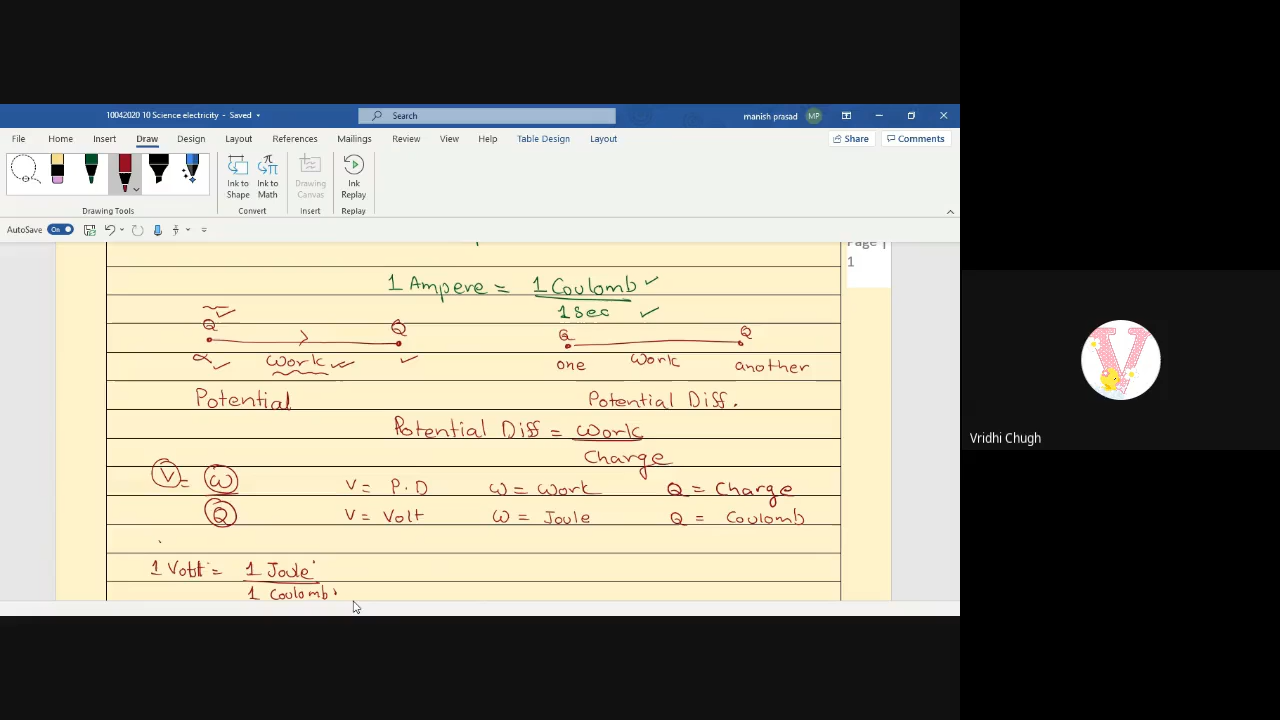 10042020 10 Science electricity - Saved
Search
manish prasad MP
File Home Insert Draw Design Layout References Mailings Review View Help Table Design Layout
Share Comments
Ink to Shape
Ink to Math
Drawing Canvas
Ink Replay
Drawing Tools Convert Insert Replay
AutoSave On
Page
1
1 Ampere = 1 Coulomb
1 Sec
Q Q Q Q
∝ Work one Work another
Potential Potential Diff.
Potential Diff = Work
Charge
V = W
Q
V = P.D W = Work Q = Charge
V = Volt W = Joule Q = Coulomb
1 Volt = 1 Joule
1 Coulomb
Vridhi Chugh